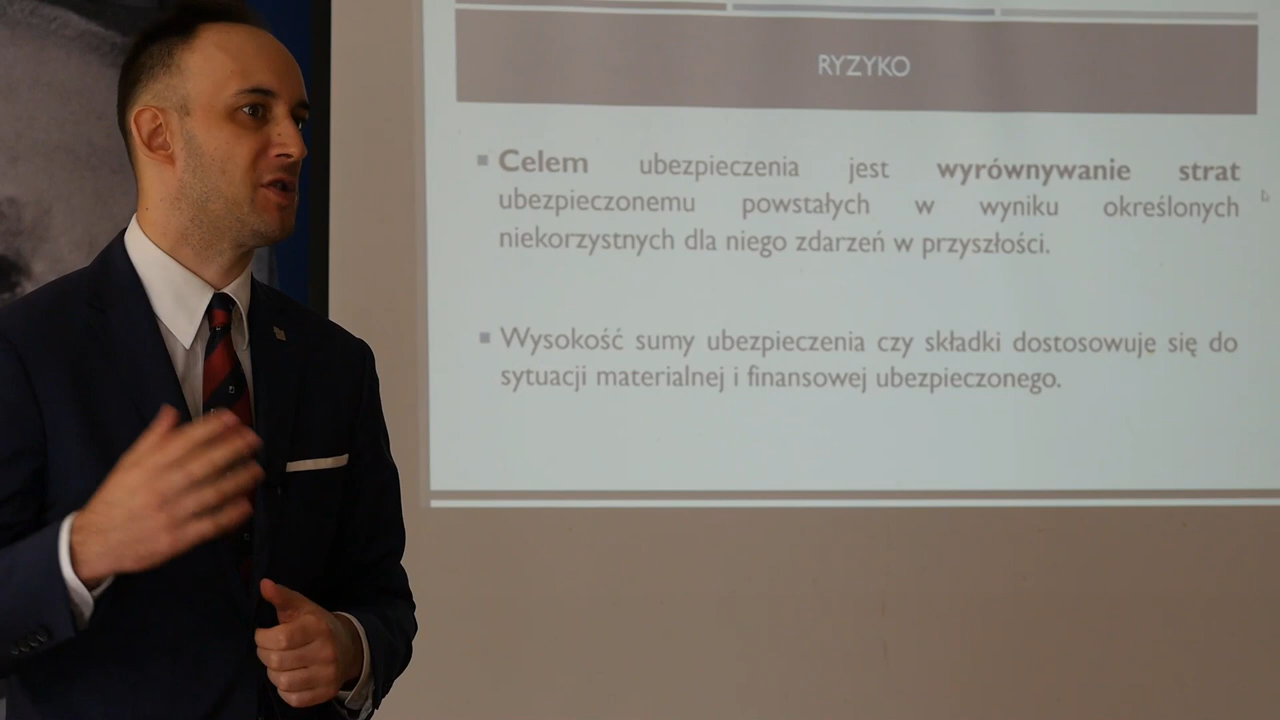 RYZYKO
Celem ubezpieczenia jest wyrównywanie strat
ubezpieczonemu powstałych w wyniku określonych
niekorzystnych dla niego zdarzeń w przyszłości.
Wysokość sumy ubezpieczenia czy składki dostosowuje się do
sytuacji materialnej i finansowej ubezpieczonego.